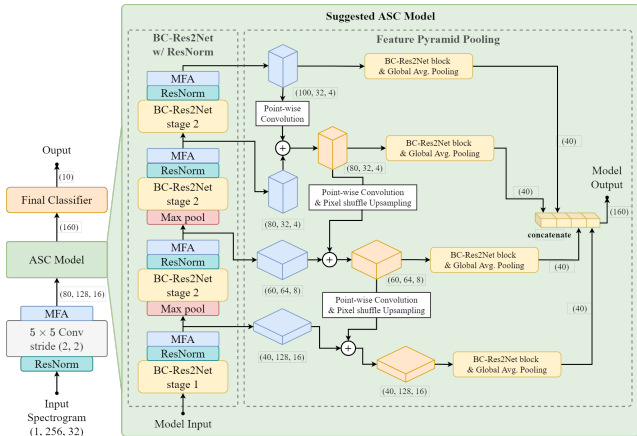 Suggested ASC Model
BC-Res2Net
w/ ResNorm
Feature Pyramid Pooling
MFA
ResNorm
BC-Res2Net
stage 2
MFA
ResNorm
BC-Res2Net
stage 2
Max pool
MFA
ResNorm
BC-Res2Net
stage 2
Max pool
MFA
ResNorm
BC-Res2Net
stage 1
Model Input
(100, 32, 4)
Point-wise
Convolution
BC-Res2Net block
& Global Avg. Pooling
(80, 32, 4)
(80, 32, 4)
BC-Res2Net block
& Global Avg. Pooling
Point-wise Convolution
& Pixel shuffle Upsampling
(60, 64, 8)
(60, 64, 8)
BC-Res2Net block
& Global Avg. Pooling
Point-wise Convolution
& Pixel shuffle Upsampling
(40, 128, 16)
(40, 128, 16)
BC-Res2Net block
& Global Avg. Pooling
(40)
(40)
(40)
(40)
concatenate
Model
Output
(160)
Ouput
(10)
Final Classifier
(160)
ASC Model
(80, 128, 16)
MFA
5 × 5 Conv
stride (2, 2)
ResNorm
Input
Spectrogram
(1, 256, 32)